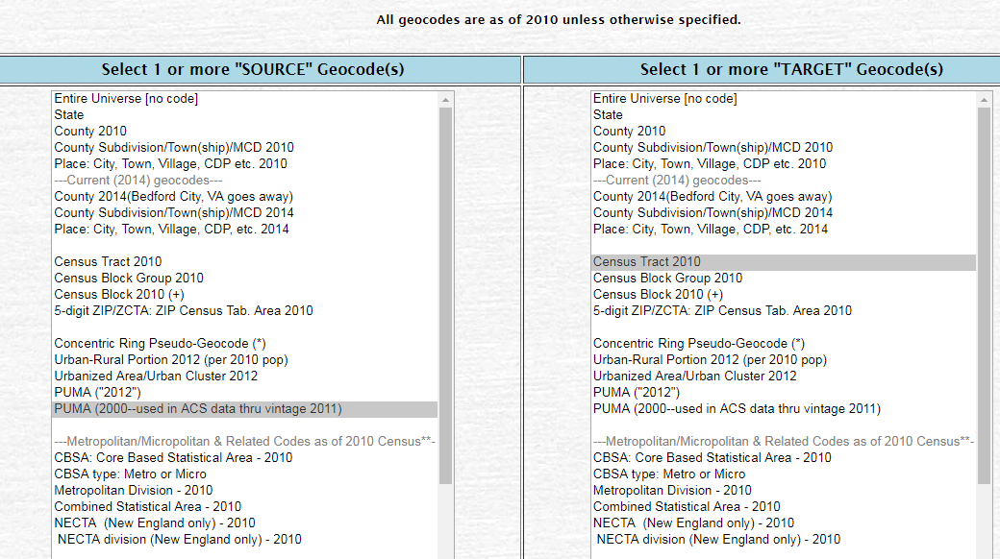 All geocodes are as of 2010 unless otherwise specified.
Select 1 or more "SOURCE" Geocode(s)
Entire Universe [no code]
State
County 2010
County Subdivision/Town(ship)/MCD 2010
Place: City, Town, Village, CDP etc. 2010
---Current (2014) geocodes---
County 2014(Bedford City, VA goes away)
County Subdivision/Town(ship)/MCD 2014
Place: City, Town, Village, CDP, etc. 2014
Census Tract 2010
Census Block Group 2010
Census Block 2010 (+)
5-digit ZIP/ZCTA: ZIP Census Tab. Area 2010
Concentric Ring Pseudo-Geocode (*)
Urban-Rural Portion 2012 (per 2010 pop)
Urbanized Area/Urban Cluster 2012
PUMA ("2012")
PUMA (2000--used in ACS data thru vintage 2011)
---Metropolitan/Micropolitan & Related Codes as of 2010 Census**-
CBSA: Core Based Statistical Area - 2010
CBSA type: Metro or Micro
Metropolitan Division - 2010
Combined Statistical Area - 2010
NECTA (New England only) - 2010
NECTA division (New England only) - 2010
Select 1 or more "TARGET" Geocode(s)
Entire Universe [no code]
State
County 2010
County Subdivision/Town(ship)/MCD 2010
Place: City, Town, Village, CDP etc. 2010
---Current (2014) geocodes---
County 2014(Bedford City, VA goes away)
County Subdivision/Town(ship)/MCD 2014
Place: City, Town, Village, CDP, etc. 2014
Census Tract 2010
Census Block Group 2010
Census Block 2010 (+)
5-digit ZIP/ZCTA: ZIP Census Tab. Area 2010
Concentric Ring Pseudo-Geocode (*)
Urban-Rural Portion 2012 (per 2010 pop)
Urbanized Area/Urban Cluster 2012
PUMA ("2012")
PUMA (2000--used in ACS data thru vintage 2011)
---Metropolitan/Micropolitan & Related Codes as of 2010 Census**-
CBSA: Core Based Statistical Area - 2010
CBSA type: Metro or Micro
Metropolitan Division - 2010
Combined Statistical Area - 2010
NECTA (New England only) - 2010
NECTA division (New England only) - 2010